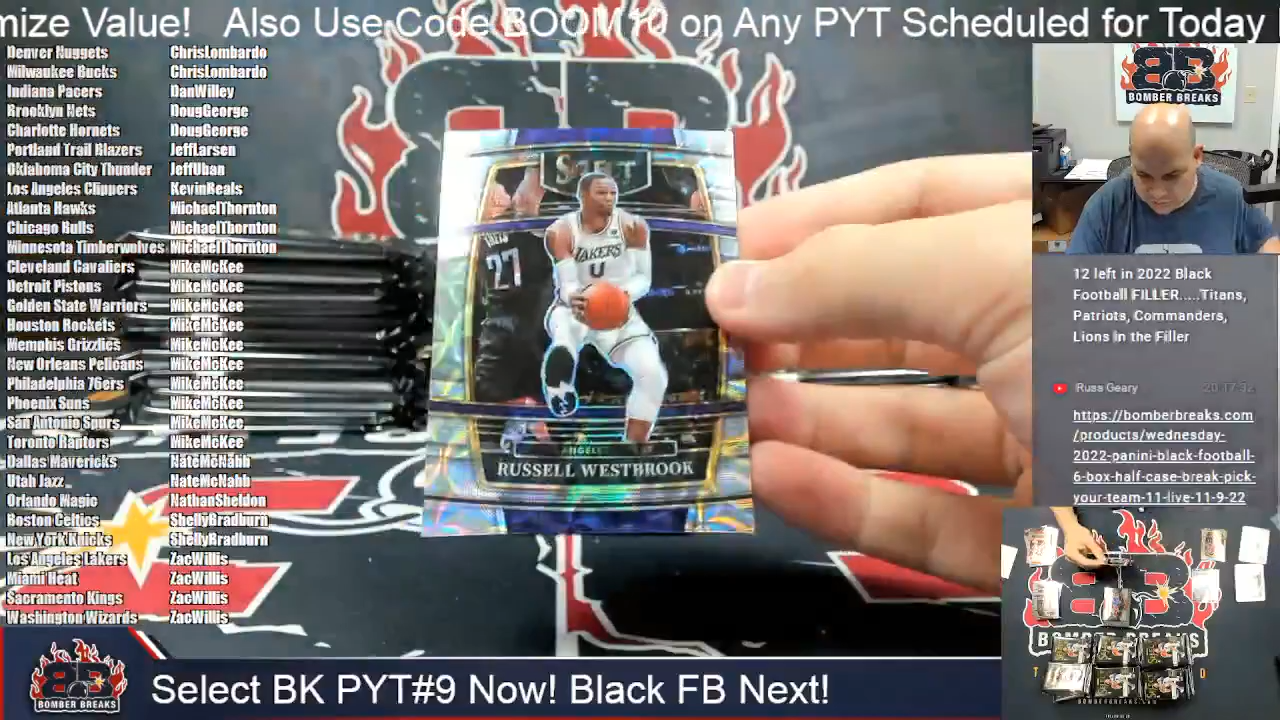 mize Value! Also Use Code BOOM10 on Any PYT Scheduled for Today
Denver Nuggets ChrisLombardo
Milwaukee Bucks ChrisLombardo
Indiana Pacers DanWilley
Brooklyn Nets DougGeorge
Charlotte Hornets DougGeorge
Portland Trail Blazers JeffLarsen
Oklahoma City Thunder JeffUban
Los Angeles Clippers KevinReals
Atlanta Hawks MichaelThornton
Chicago Bulls MichaelThornton
Minnesota Timberwolves MichaelThornton
Cleveland Cavaliers MikeMcKee
Detroit Pistons MikeMcKee
Golden State Warriors MikeMcKee
Houston Rockets MikeMcKee
Memphis Grizzlies MikeMcKee
New Orleans Pelicans MikeMcKee
Philadelphia 76ers MikeMcKee
Phoenix Suns MikeMcKee
San Antonio Spurs MikeMcKee
Toronto Raptors MikeMcKee
Dallas Mavericks NateMcNabb
Utah Jazz NateMcNabb
Orlando Magic NathanSheldon
Boston Celtics ShellyBradburn
New York Knicks ShellyBradburn
Los Angeles Lakers ZacWillis
Miami Heat ZacWillis
Sacramento Kings ZacWillis
Washington Wizards ZacWillis
SELECT
27
LAKERS
0
RUSSELL WESTBROOK
BOMBER BREAKS
12 left in 2022 Black
Football FILLER.....Titans,
Patriots, Commanders,
Lions in the Filler
Russ Geary 20:17:32
https://bomberbreaks.com
/products/wednesday-
2022-panini-black-football-
6-box-half-case-break-pick-
your-team-11-live-11-9-22
BOMBER BREAKS
BOMBER BREAKS
Select BK PYT#9 Now! Black FB Next!